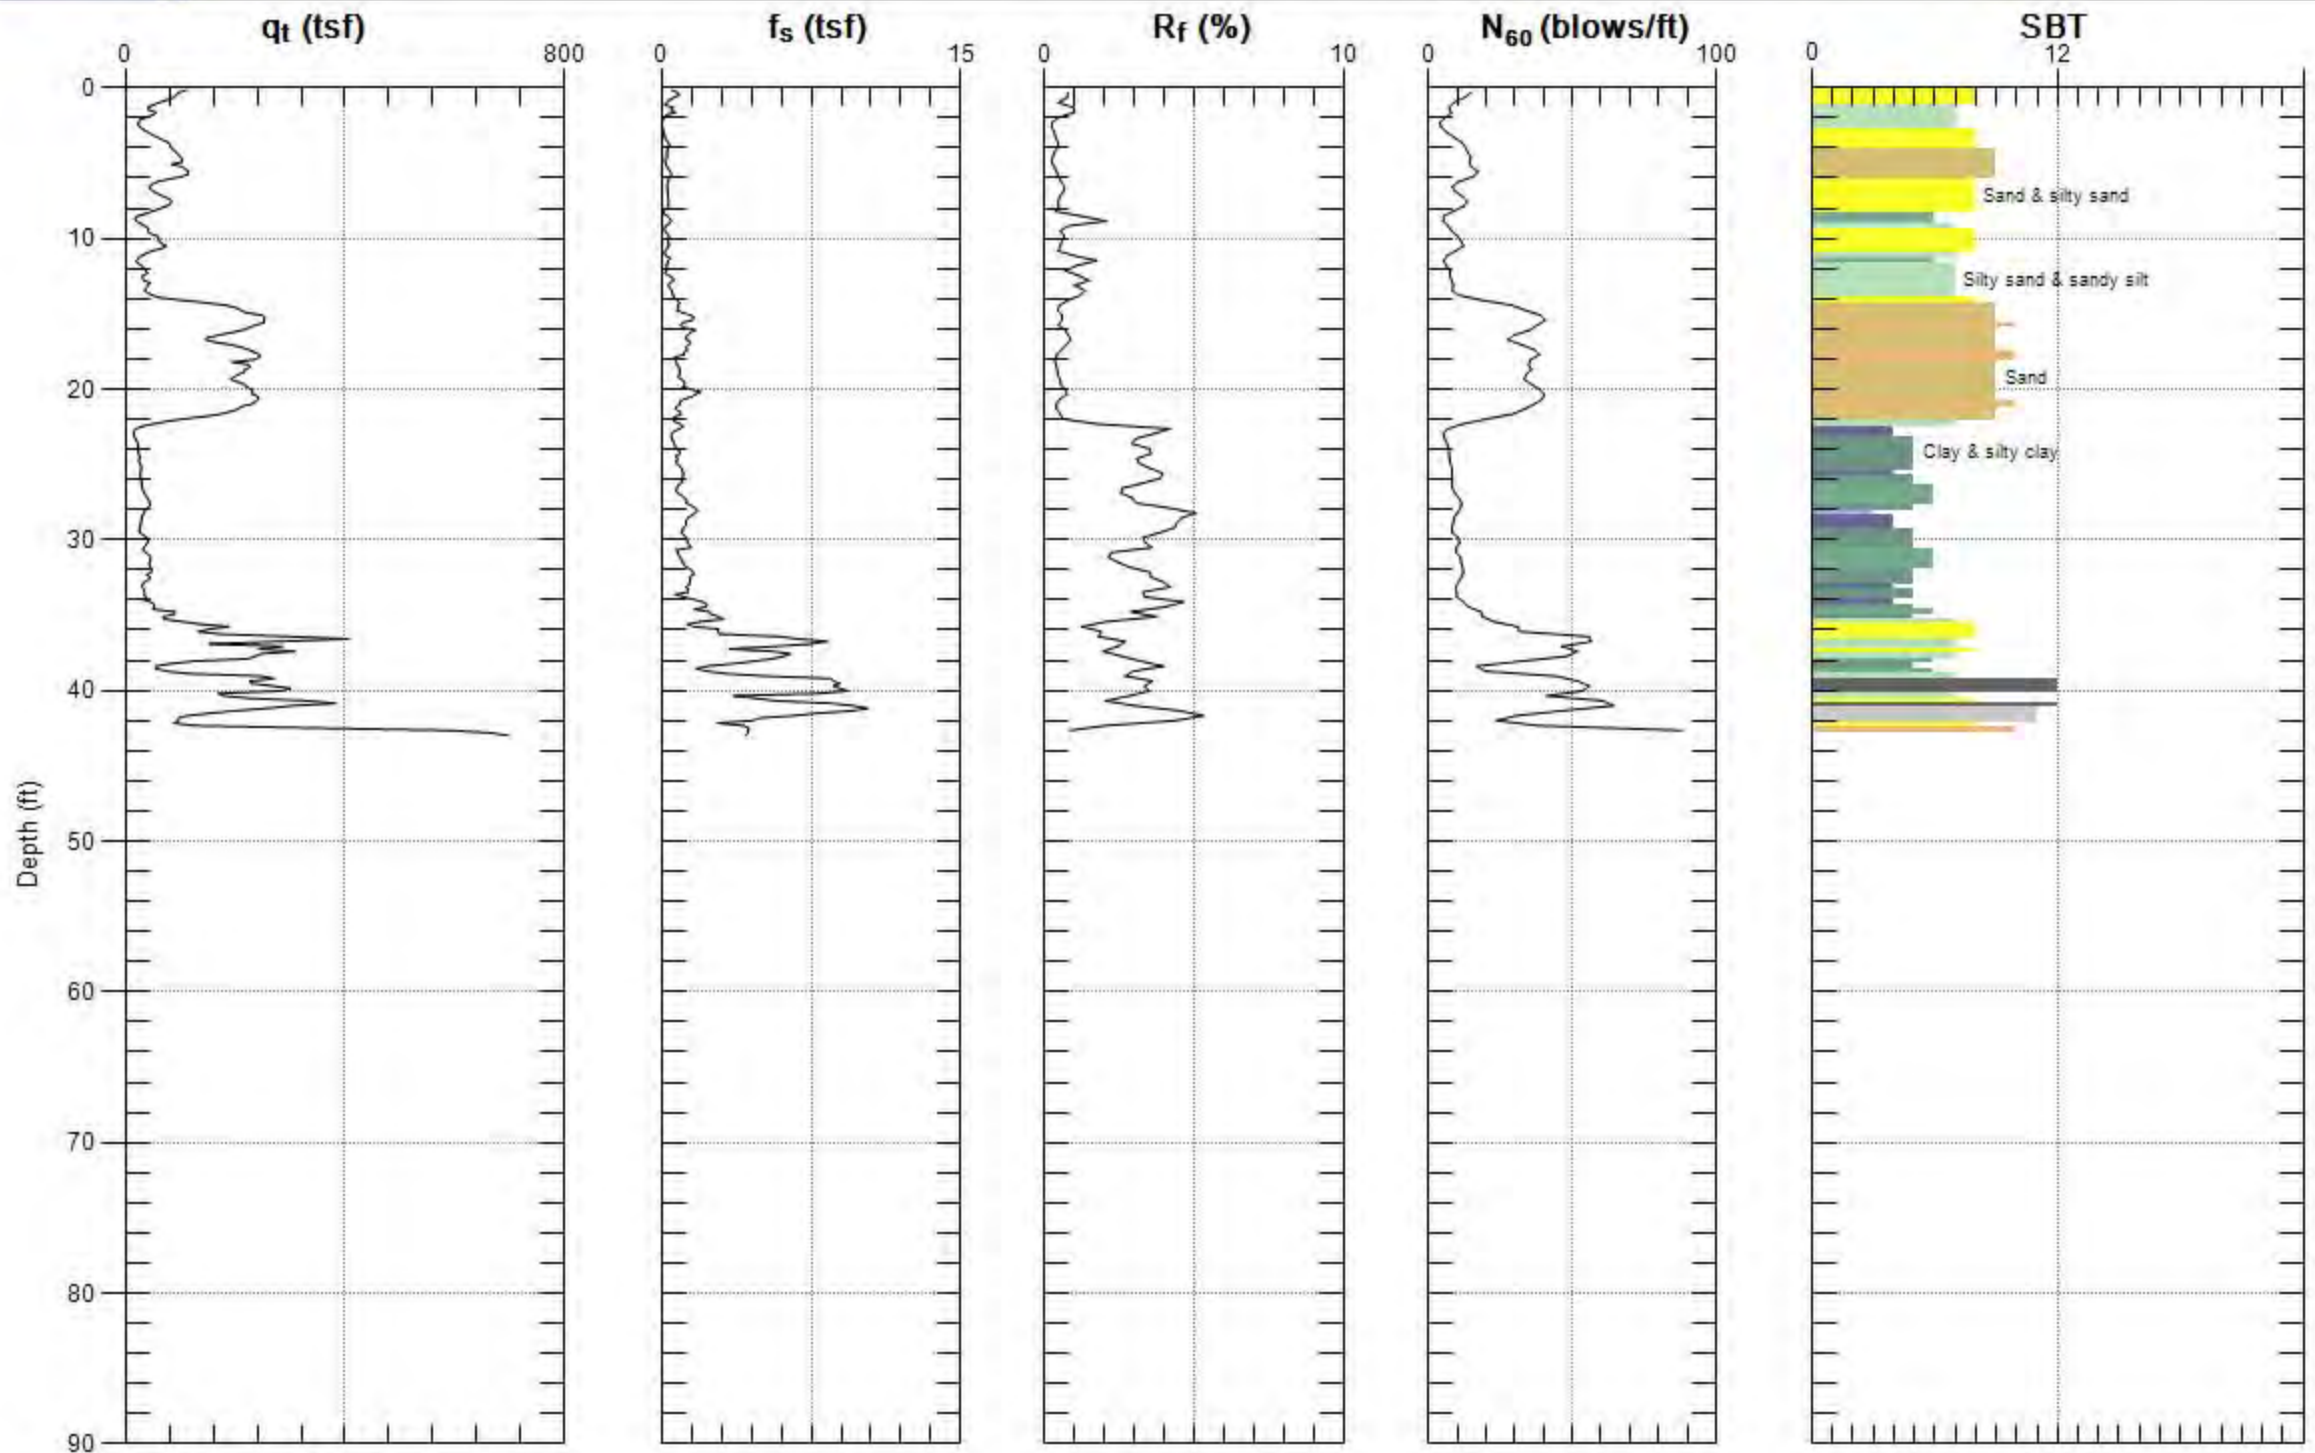 qt (tsf) fs (tsf) Rf (%) N60 (blows/ft) SBT
0 800 0 15 0 10 0 100 0 12
0
Sand & silty sand
10
Silty sand & sandy silt
Sand
20
Clay & silty clay
30
40
Depth (ft)
50
60
70
80
90